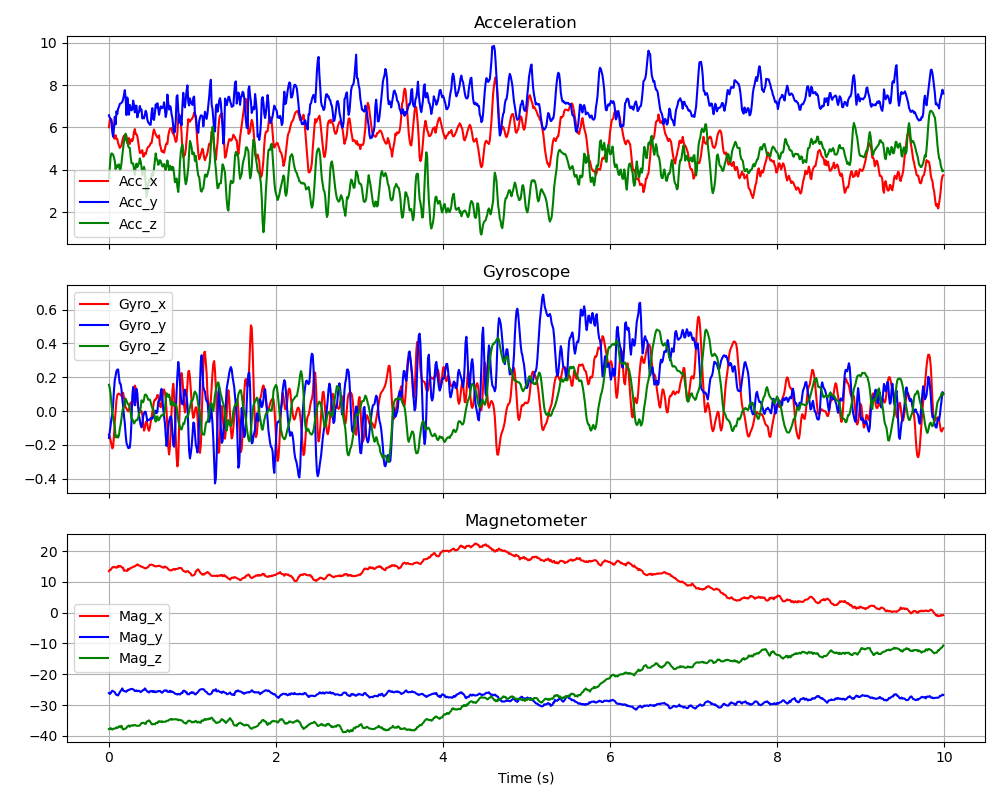 Acceleration
10
8
6
4
2
Acc_x
Acc_y
Acc_z
Gyroscope
0.6
0.4
0.2
0.0
−0.2
−0.4
Gyro_x
Gyro_y
Gyro_z
Magnetometer
20
10
0
−10
−20
−30
−40
Mag_x
Mag_y
Mag_z
0 2 4 6 8 10
Time (s)